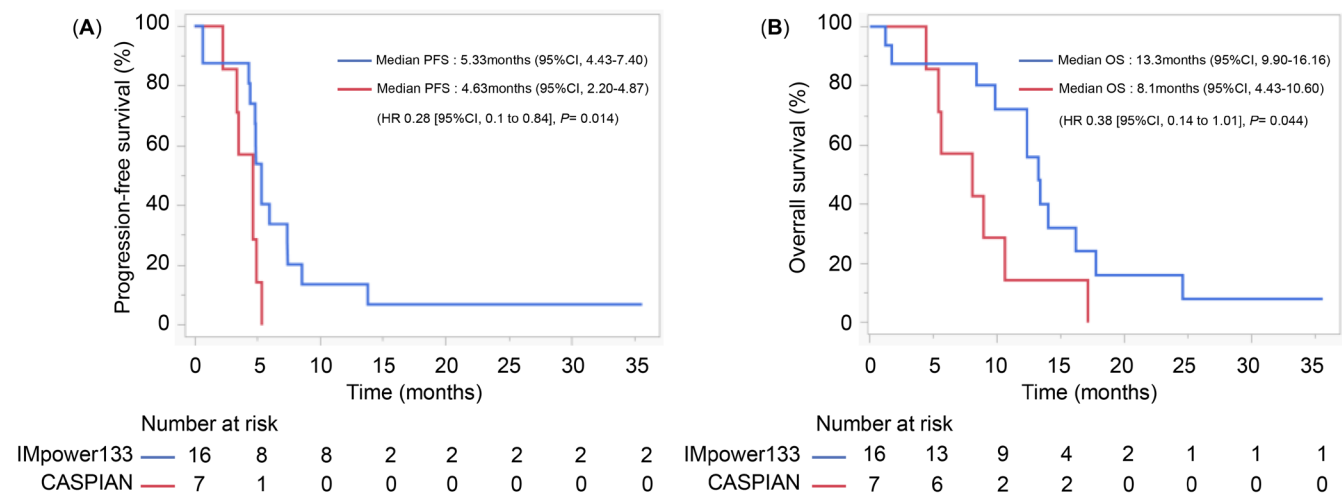 (A)
Progression-free survival (%)
100
80
60
40
20
0
Median PFS : 5.33months (95%CI, 4.43-7.40)
Median PFS : 4.63months (95%CI, 2.20-4.87)
(HR 0.28 [95%CI, 0.1 to 0.84], P= 0.014)
0 5 10 15 20 25 30 35
Time (months)
Number at risk
IMpower133 16 8 8 2 2 2 2 2
CASPIAN 7 1 0 0 0 0 0 0
(B)
Overrall survival (%)
100
80
60
40
20
0
Median OS : 13.3months (95%CI, 9.90-16.16)
Median OS : 8.1months (95%CI, 4.43-10.60)
(HR 0.38 [95%CI, 0.14 to 1.01], P= 0.044)
0 5 10 15 20 25 30 35
Time (months)
Number at risk
IMpower133 16 13 9 4 2 1 1 1
CASPIAN 7 6 2 2 0 0 0 0